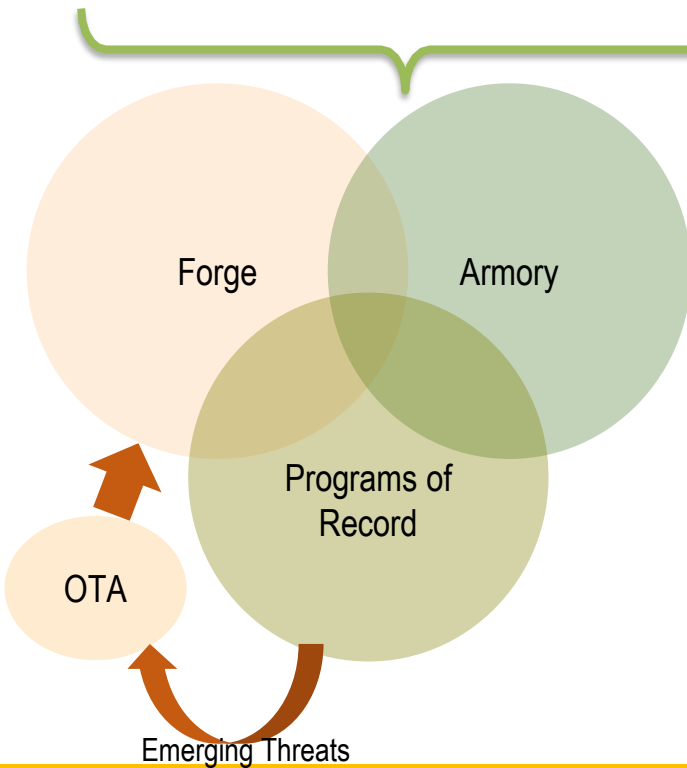 Forge
Armory
Programs of
Record
OTA
Emerging Threats